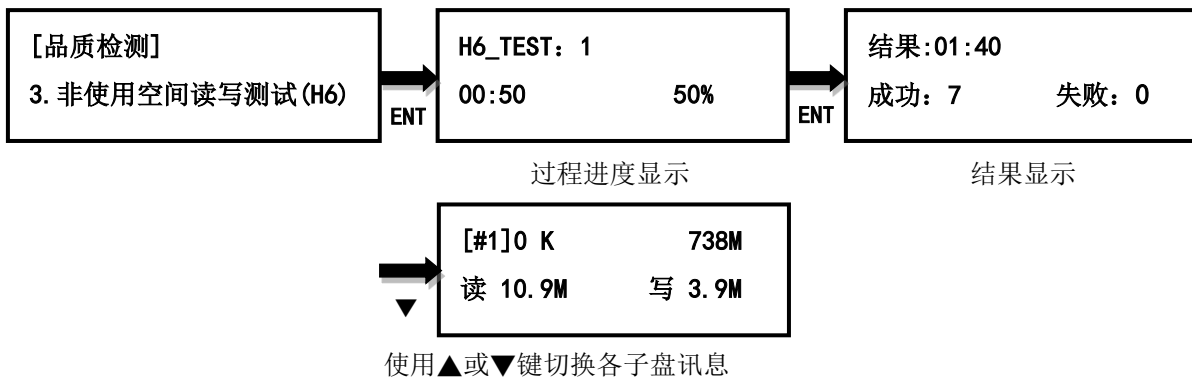 [品质检测]
3.非使用空间读写测试(H6)
ENT
H6_TEST：1
00:50 50%
过程进度显示
ENT
结果:01:40
成功：7 失败：0
结果显示
▼
[#1]0 K 738M
读 10.9M 写 3.9M
使用▲或▼键切换各子盘讯息